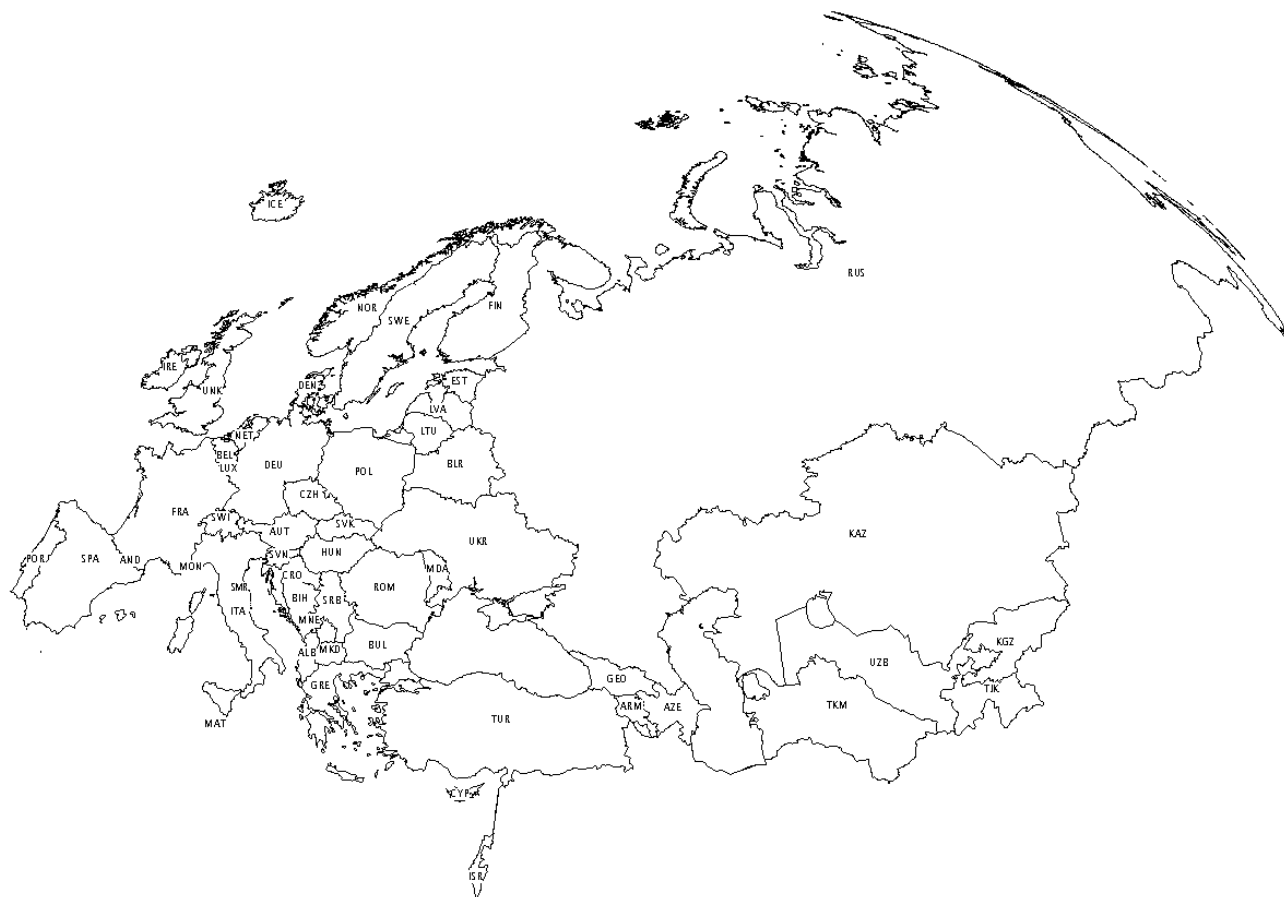 ICE
RUS
NOR
FIN
SWE
IRE
UNK
DEN
EST
LVA
LTU
NET
BEL
LUX
DEU
POL
BLR
CZH
FRA
SWI
AUT
SVK
UKR
KAZ
POR
SPA
AND
MON
SVN
HUN
MDA
CRO
SMR
ROM
BIH
SRB
ITA
MNE
ALB
MKD
BUL
KGZ
UZB
GEO
GRE
TJK
ARM
AZE
TKM
MAT
TUR
CYP
ISR